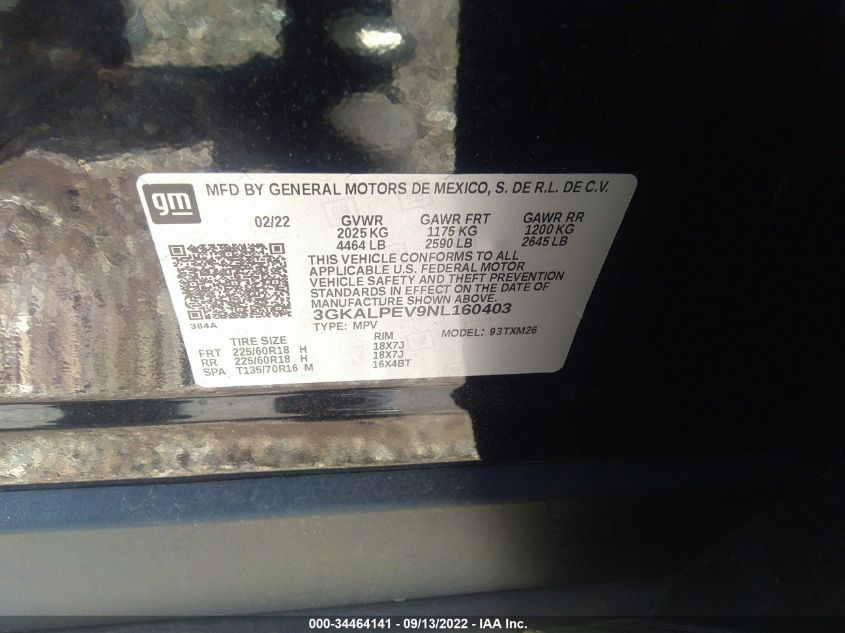 gm MFD BY GENERAL MOTORS DE MEXICO, S. DE R.L. DE C.V.
02/22 GVWR GAWR FRT GAWR RR
2025 KG 1175 KG 1200 KG
4464 LB 2590 LB 2645 LB
THIS VEHICLE CONFORMS TO ALL
APPLICABLE U.S. FEDERAL MOTOR
VEHICLE SAFETY AND THEFT PREVENTION
STANDARDS IN EFFECT ON THE DATE OF
MANUFACTURE SHOWN ABOVE.
3GKALPEV9NL160403
384A TYPE: MPV MODEL: 93TXM26
TIRE SIZE RIM
FRT 225/60R18 H 18X7J
RR 225/60R18 H 18X7J
SPA T135/70R16 M 16X4BT
000-34464141 - 09/13/2022 - IAA Inc.